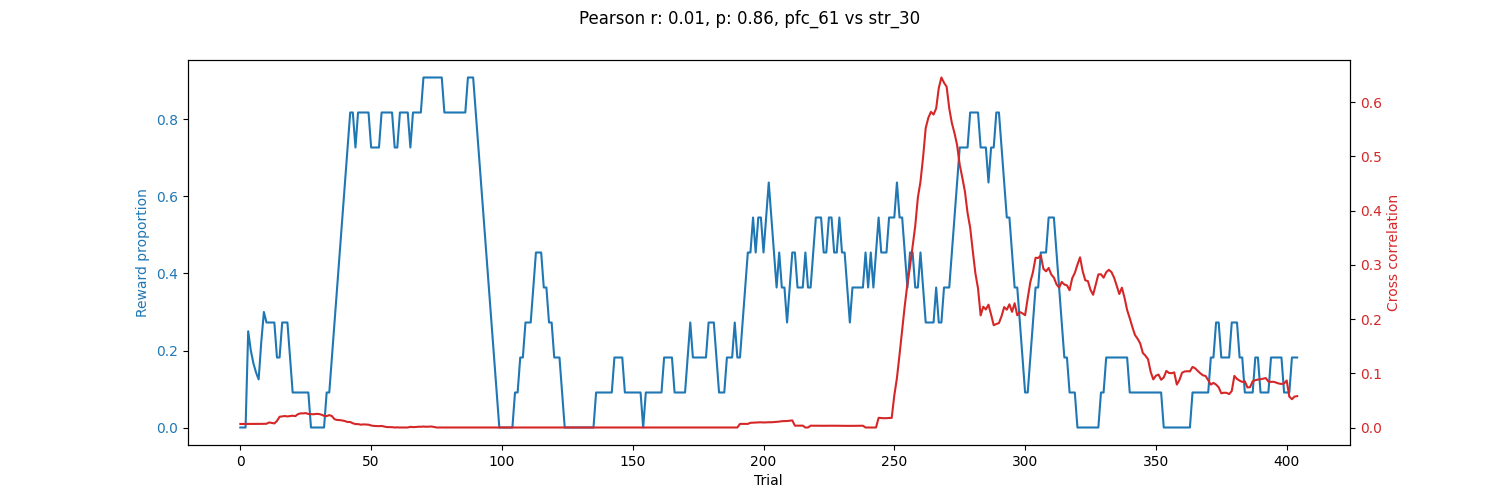 Pearson r: 0.01, p: 0.86, pfc_61 vs str_30
Reward proportion
0.8
0.6
0.4
0.2
0.0
0.6
0.5
0.4
0.3
0.2
0.1
0.0
Cross correlation
0 50 100 150 200 250 300 350 400
Trial